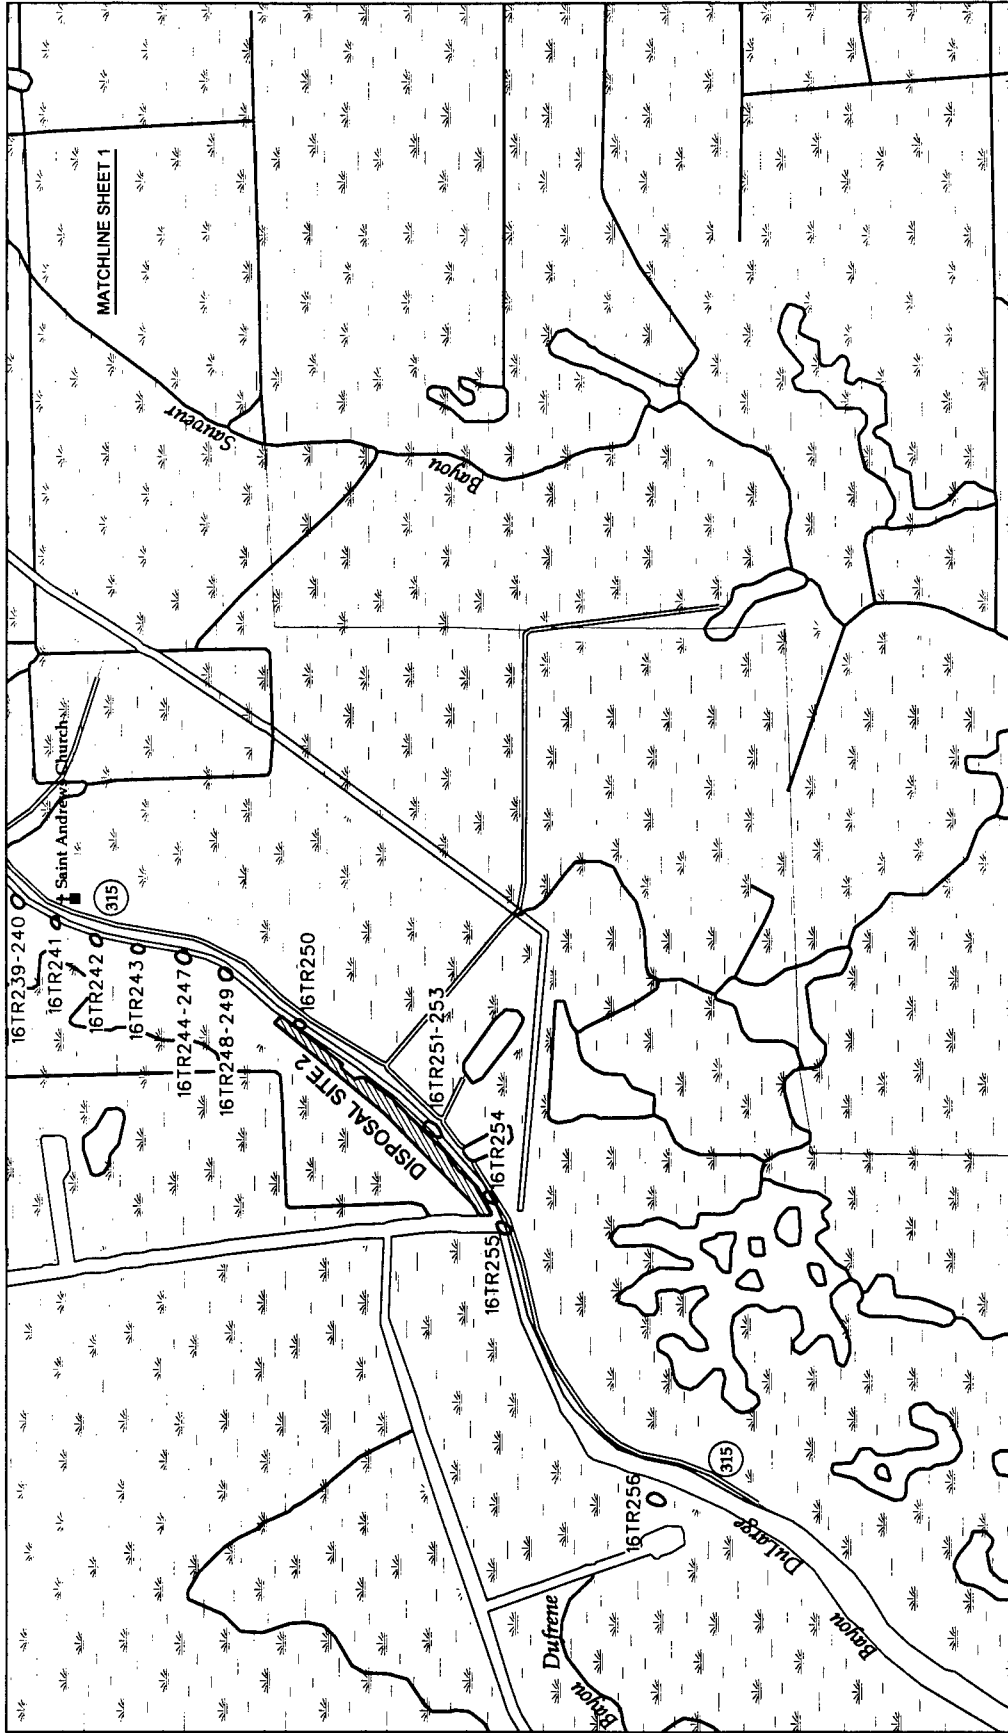 MATCHLINE SHEET 1
Sauveur
Bayou
Saint Andrews Church
315
16TR239-240
16TR241
16TR242
16TR243
16TR244-247
16TR248-249
16TR250
DISPOSAL SITE 2
16TR251-253
16TR254
16TR255
16TR256
315
Bayou DuLarge
Bayou Dufrene